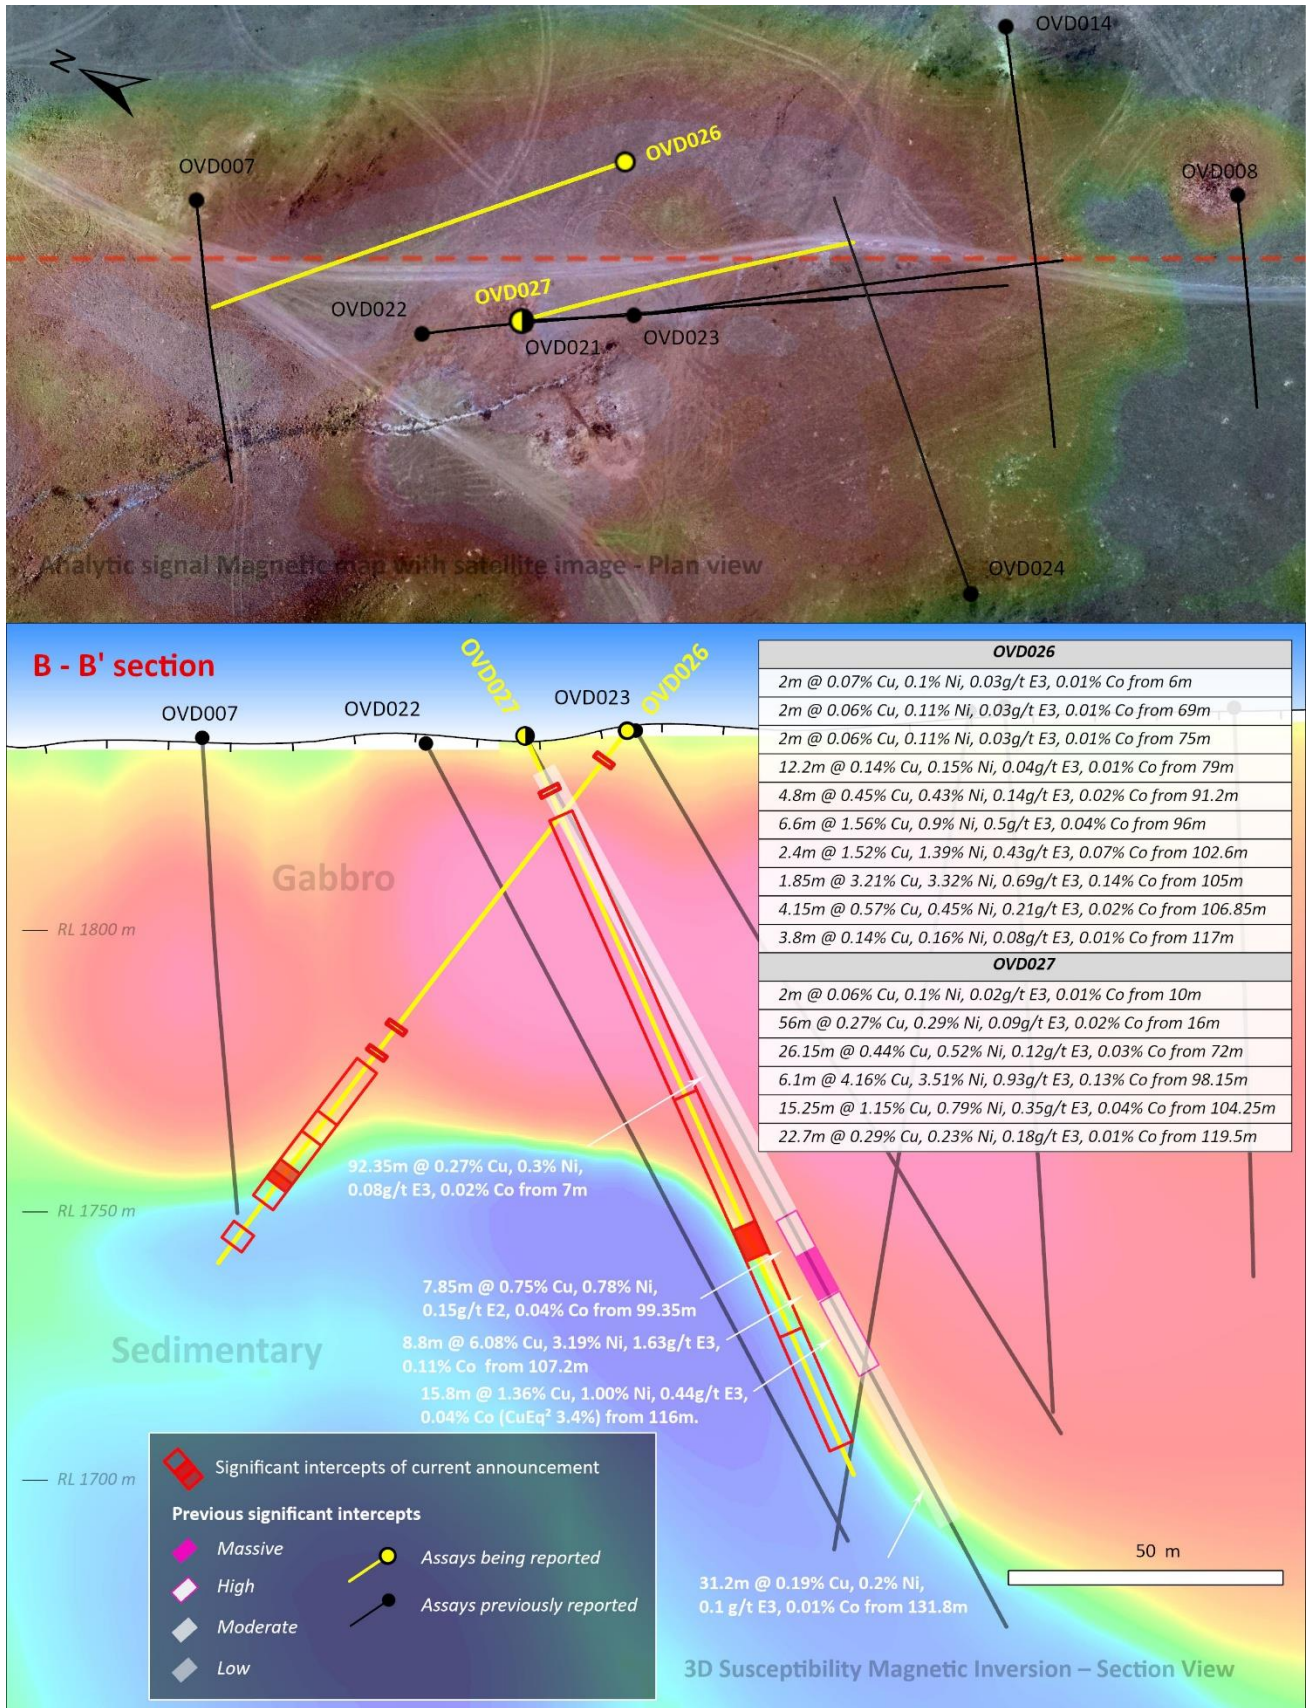 N
OVD014
OVD026
OVD007
OVD008
OVD027
OVD022
OVD021
OVD023
OVD024
Analytic signal Magnetic map with satellite image - Plan view
B - B' section
OVD007
OVD022
OVD027
OVD023
OVD026
OVD026
2m @ 0.07% Cu, 0.1% Ni, 0.03g/t E3, 0.01% Co from 6m
2m @ 0.06% Cu, 0.11% Ni, 0.03g/t E3, 0.01% Co from 69m
2m @ 0.06% Cu, 0.11% Ni, 0.03g/t E3, 0.01% Co from 75m
12.2m @ 0.14% Cu, 0.15% Ni, 0.04g/t E3, 0.01% Co from 79m
4.8m @ 0.45% Cu, 0.43% Ni, 0.14g/t E3, 0.02% Co from 91.2m
6.6m @ 1.56% Cu, 0.9% Ni, 0.5g/t E3, 0.04% Co from 96m
2.4m @ 1.52% Cu, 1.39% Ni, 0.43g/t E3, 0.07% Co from 102.6m
1.85m @ 3.21% Cu, 3.32% Ni, 0.69g/t E3, 0.14% Co from 105m
4.15m @ 0.57% Cu, 0.45% Ni, 0.21g/t E3, 0.02% Co from 106.85m
3.8m @ 0.14% Cu, 0.16% Ni, 0.08g/t E3, 0.01% Co from 117m
OVD027
2m @ 0.06% Cu, 0.1% Ni, 0.02g/t E3, 0.01% Co from 10m
56m @ 0.27% Cu, 0.29% Ni, 0.09g/t E3, 0.02% Co from 16m
26.15m @ 0.44% Cu, 0.52% Ni, 0.12g/t E3, 0.03% Co from 72m
6.1m @ 4.16% Cu, 3.51% Ni, 0.93g/t E3, 0.13% Co from 98.15m
15.25m @ 1.15% Cu, 0.79% Ni, 0.35g/t E3, 0.04% Co from 104.25m
22.7m @ 0.29% Cu, 0.23% Ni, 0.18g/t E3, 0.01% Co from 119.5m
Gabbro
RL 1800 m
92.35m @ 0.27% Cu, 0.3% Ni,
0.08g/t E3, 0.02% Co from 7m
RL 1750 m
7.85m @ 0.75% Cu, 0.78% Ni,
0.15g/t E2, 0.04% Co from 99.35m
Sedimentary
8.8m @ 6.08% Cu, 3.19% Ni, 1.63g/t E3,
0.11% Co from 107.2m
15.8m @ 1.36% Cu, 1.00% Ni, 0.44g/t E3,
0.04% Co (CuEq² 3.4%) from 116m.
RL 1700 m
Significant intercepts of current announcement
Previous significant intercepts
Massive
High
Moderate
Low
Assays being reported
Assays previously reported
50 m
31.2m @ 0.19% Cu, 0.2% Ni,
0.1 g/t E3, 0.01% Co from 131.8m
3D Susceptibility Magnetic Inversion – Section View